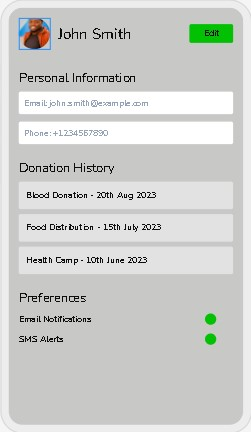 John Smith
Edit
Personal Information
Email: john.smith@example.com
Phone: +1234567890
Donation History
Blood Donation - 20th Aug 2023
Food Distribution - 15th July 2023
Health Camp - 10th June 2023
Preferences
Email Notifications
SMS Alerts